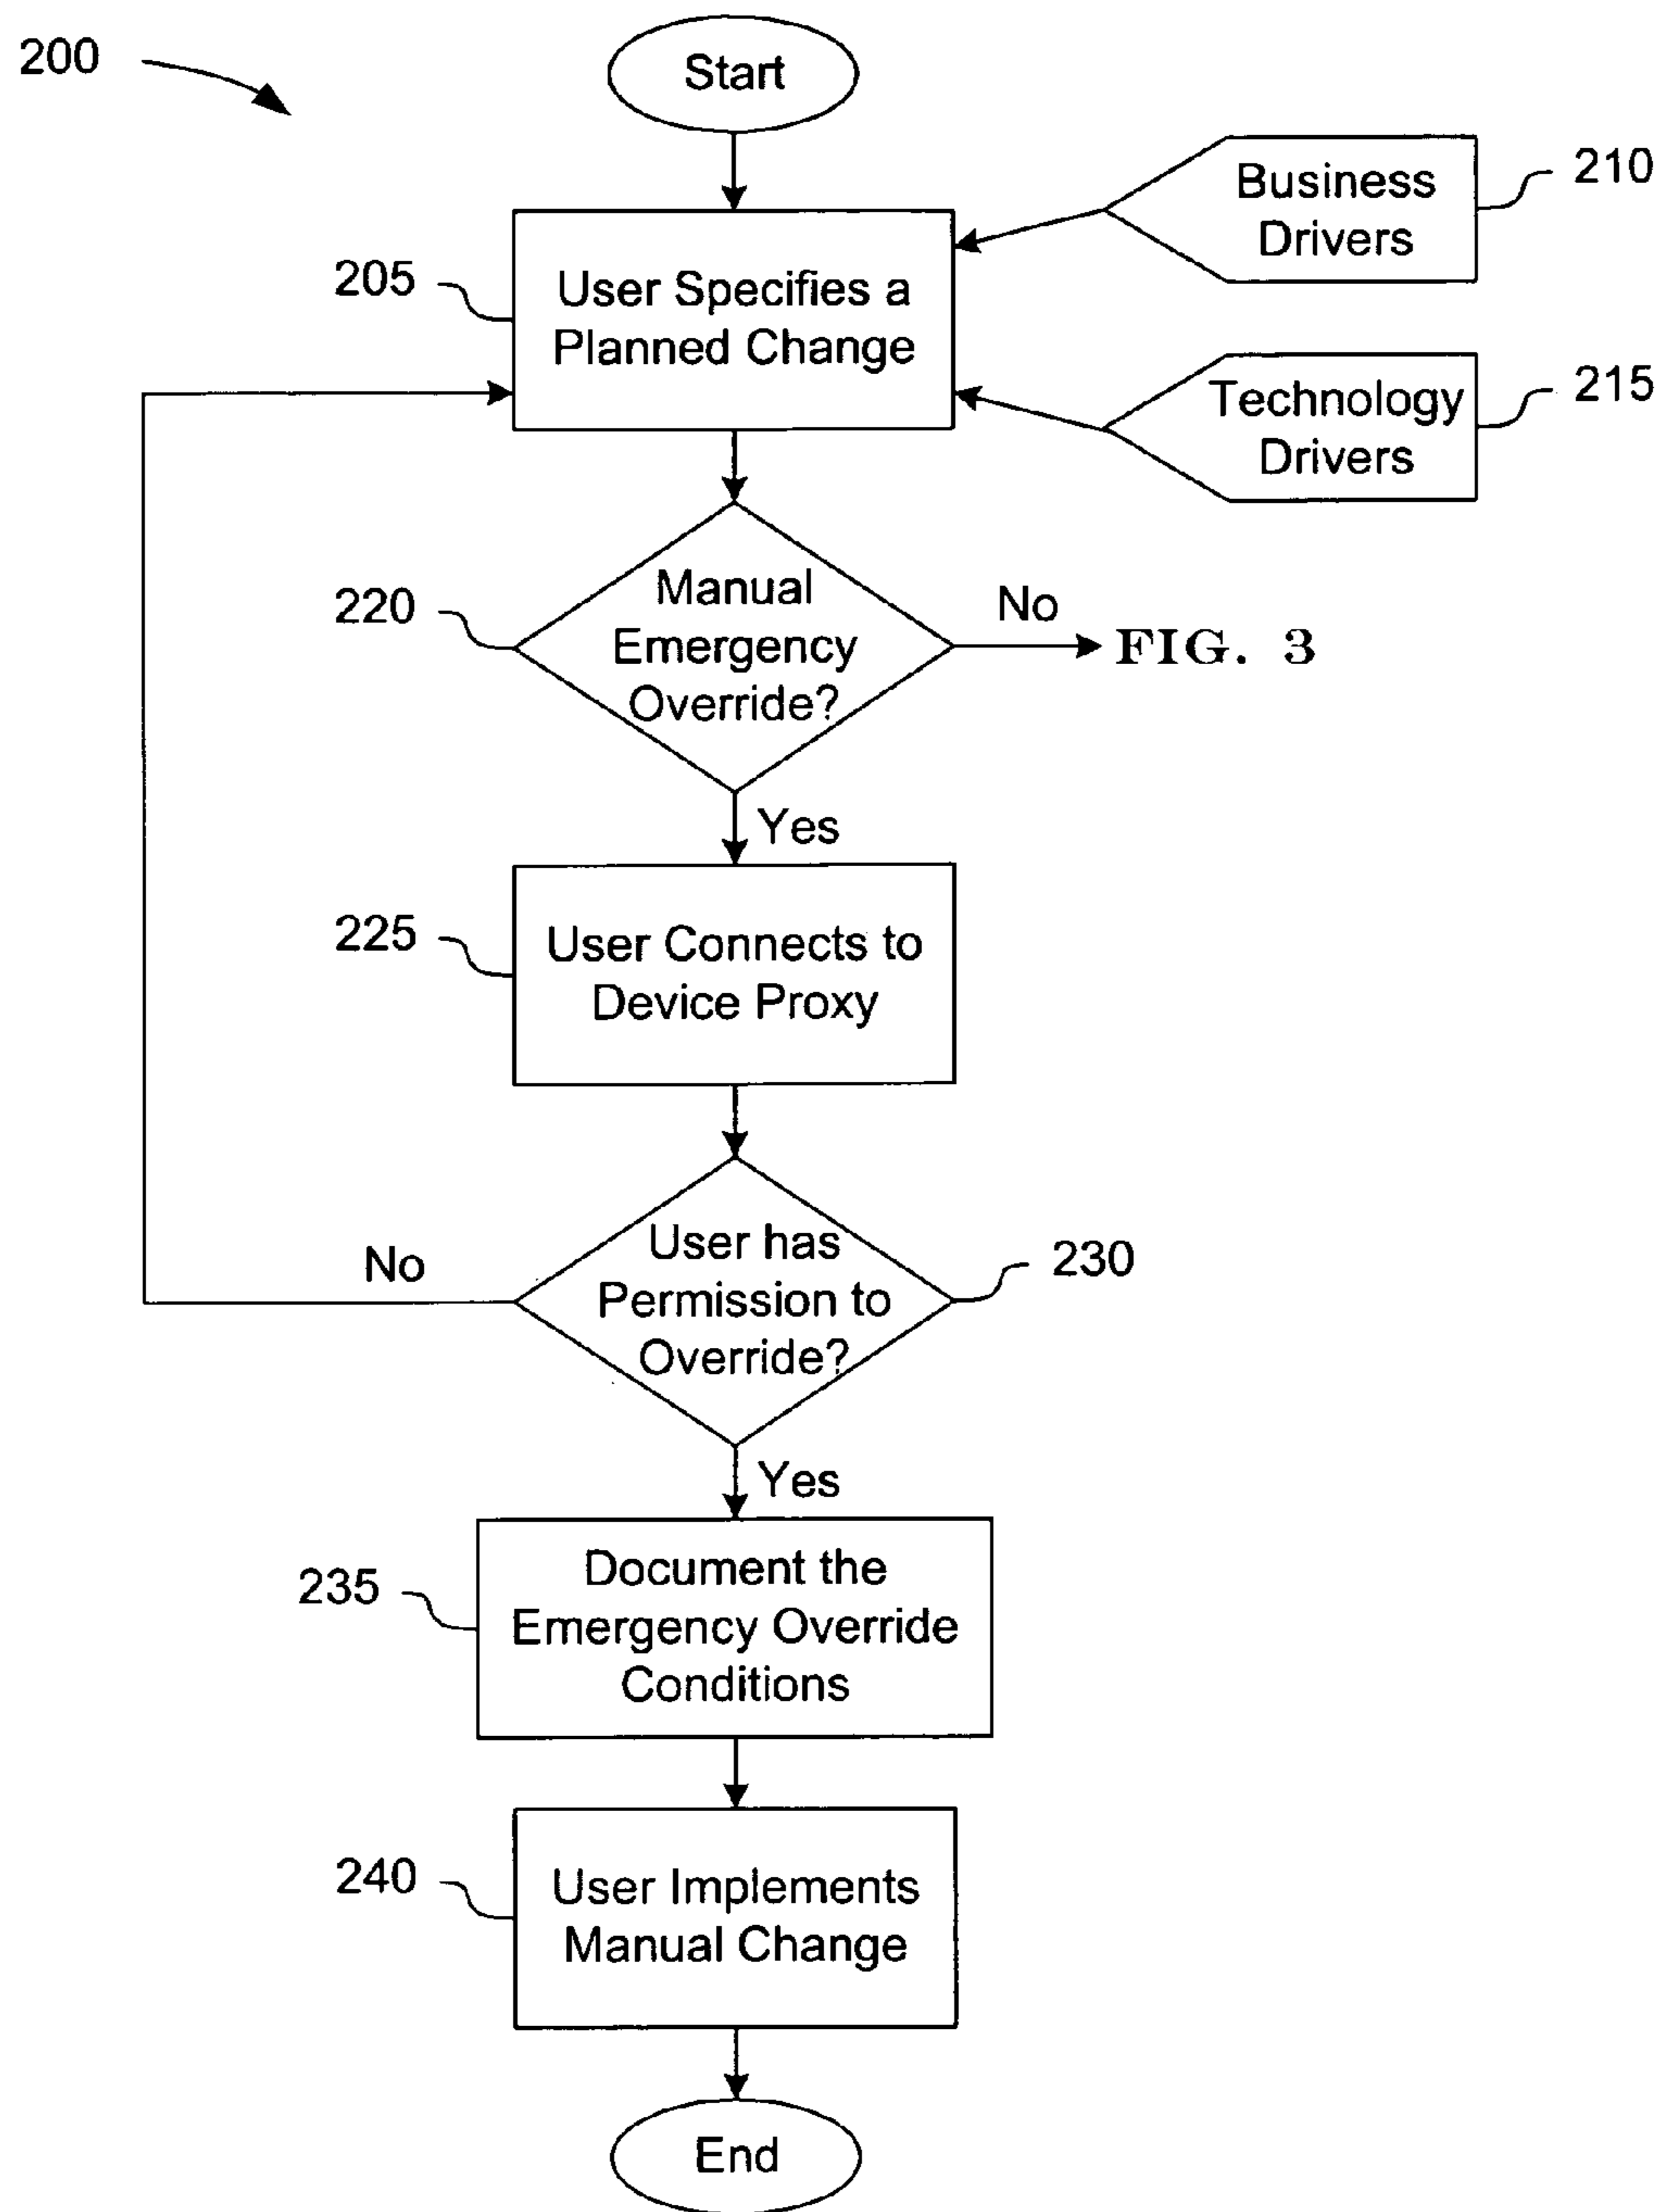 200
Start
Business
Drivers
210
205
User Specifies a
Planned Change
Technology
Drivers
215
220
Manual
Emergency
Override?
No
FIG. 3
Yes
225
User Connects to
Device Proxy
No
User has
Permission to
Override?
230
Yes
235
Document the
Emergency Override
Conditions
240
User Implements
Manual Change
End